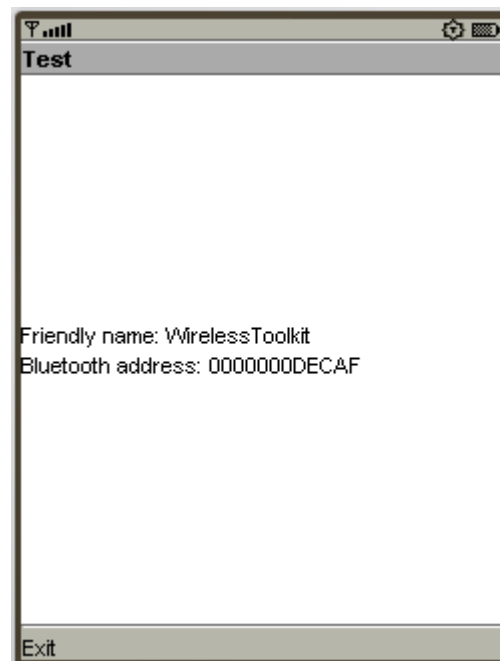 Test
Friendly name: WirelessToolkit
Bluetooth address: 0000000DECAF
Exit